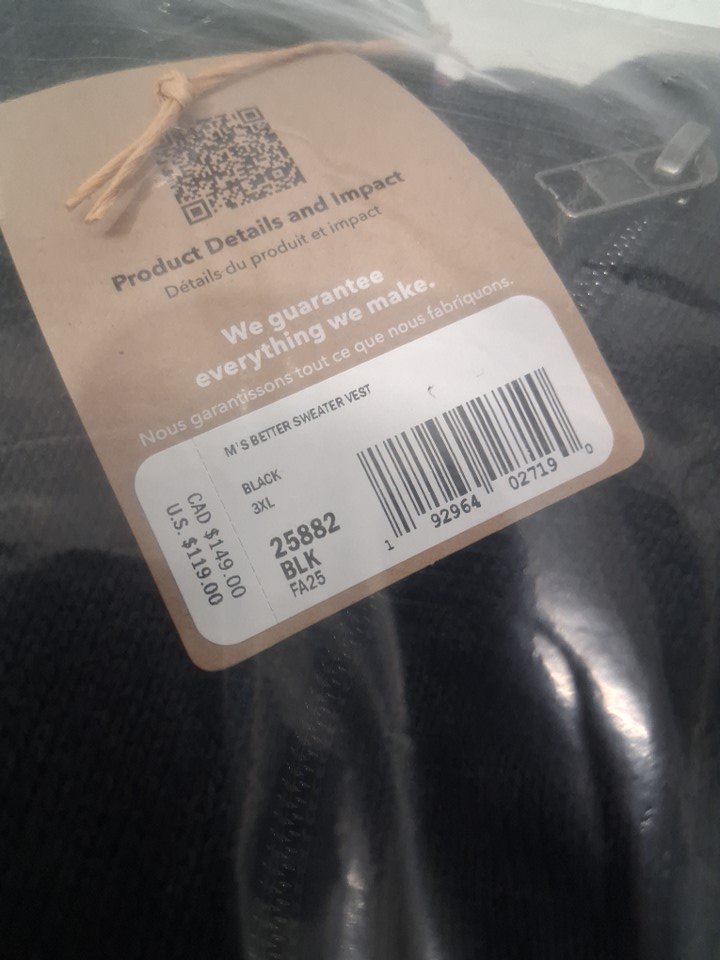 Product Details and Impact
Détails du produit et impact
We guarantee
everything we make.
Nous garantissons tout ce que nous fabriquons.
M'S BETTER SWEATER VEST
BLACK
3XL
25882
BLK
FA25
1 92964 02719 0
CAD $149.00
U.S. $119.00